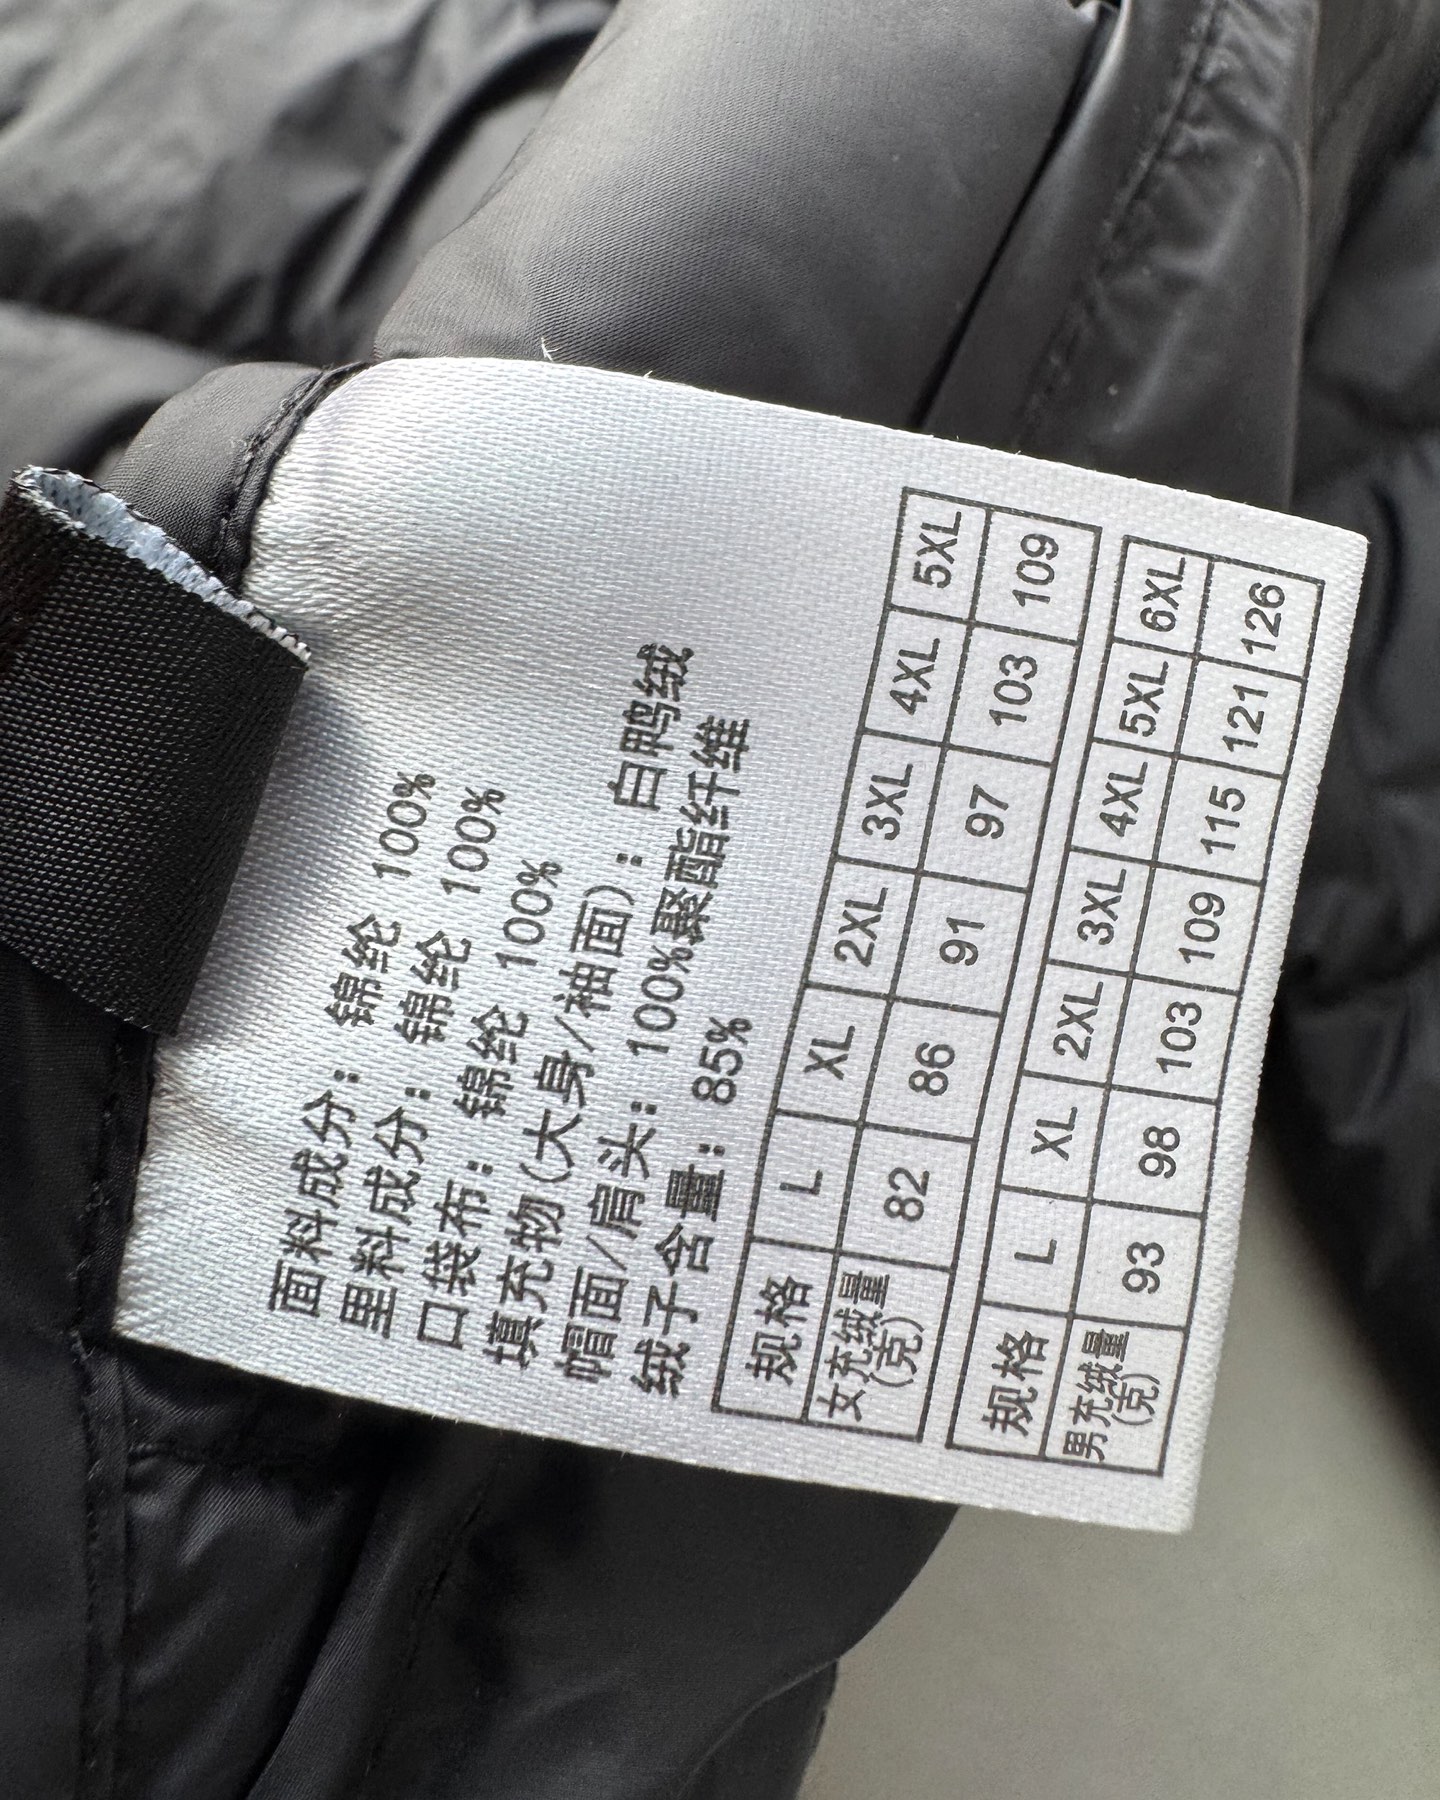 面料成分：锦纶 100%
里料成分：锦纶 100%
口袋布：锦纶 100%
填充物(大身/袖面)：白鸭绒
帽面/肩头：100%聚酯纤维
绒子含量：85%
规格 L XL 2XL 3XL 4XL 5XL
女充绒量(克) 82 86 91 97 103 109
规格 L XL 2XL 3XL 4XL 5XL 6XL
男充绒量(克) 93 98 103 109 115 121 126